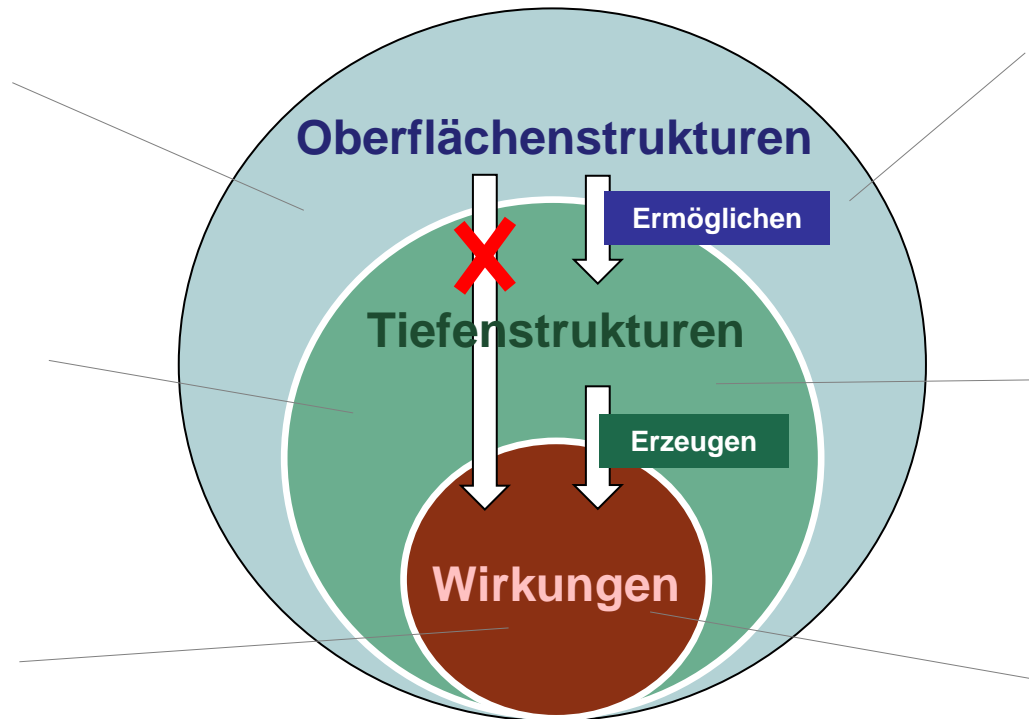 Oberflächenstrukturen
Ermöglichen
Tiefenstrukturen
Erzeugen
Wirkungen